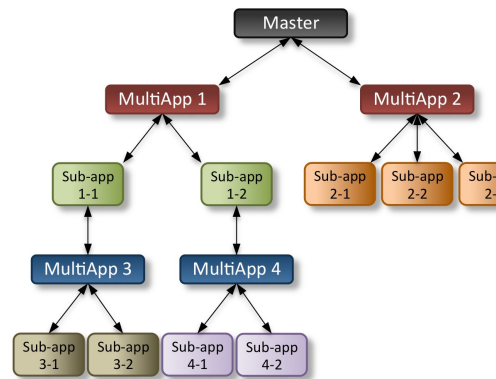 Master
MultiApp 1
MultiApp 2
Sub-app
1-1
Sub-app
1-2
Sub-app
2-1
Sub-app
2-2
MultiApp 3
MultiApp 4
Sub-app
3-1
Sub-app
3-2
Sub-app
4-1
Sub-app
4-2